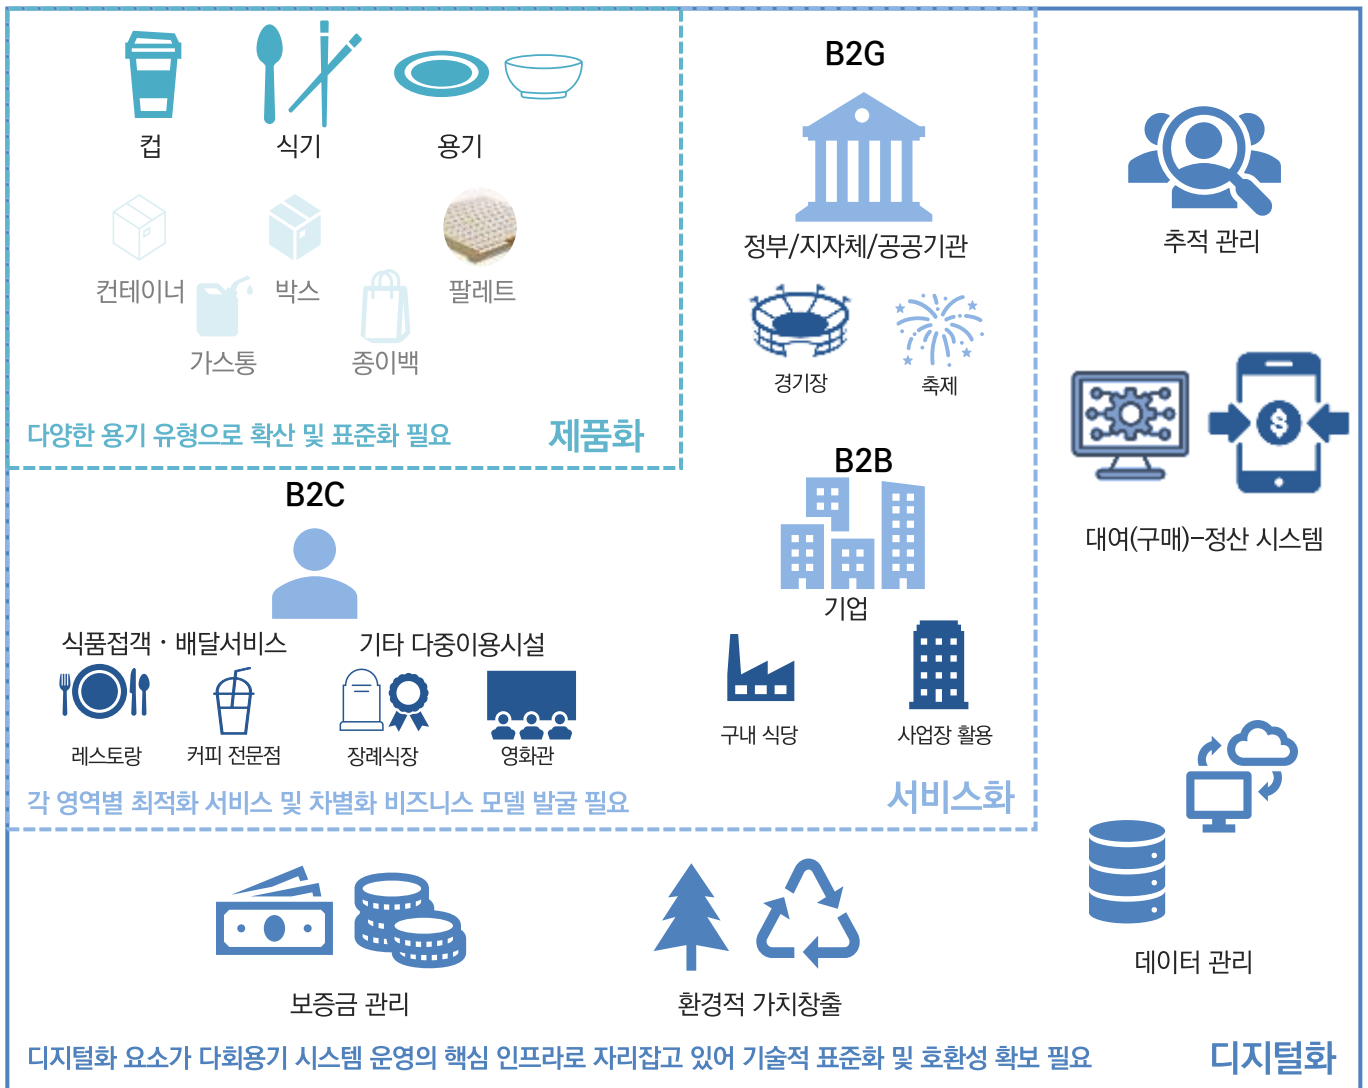 컵
식기
용기
컨테이너
박스
팔레트
가스통
종이백
다양한 용기 유형으로 확산 및 표준화 필요
제품화
B2G
정부/지자체/공공기관
경기장
축제
B2B
기업
구내 식당
사업장 활용
B2C
식품접객 · 배달서비스
기타 다중이용시설
레스토랑
커피 전문점
장례식장
영화관
각 영역별 최적화 서비스 및 차별화 비즈니스 모델 발굴 필요
서비스화
추적 관리
$
대여(구매)-정산 시스템
데이터 관리
보증금 관리
환경적 가치창출
디지털화 요소가 다회용기 시스템 운영의 핵심 인프라로 자리잡고 있어 기술적 표준화 및 호환성 확보 필요
디지털화